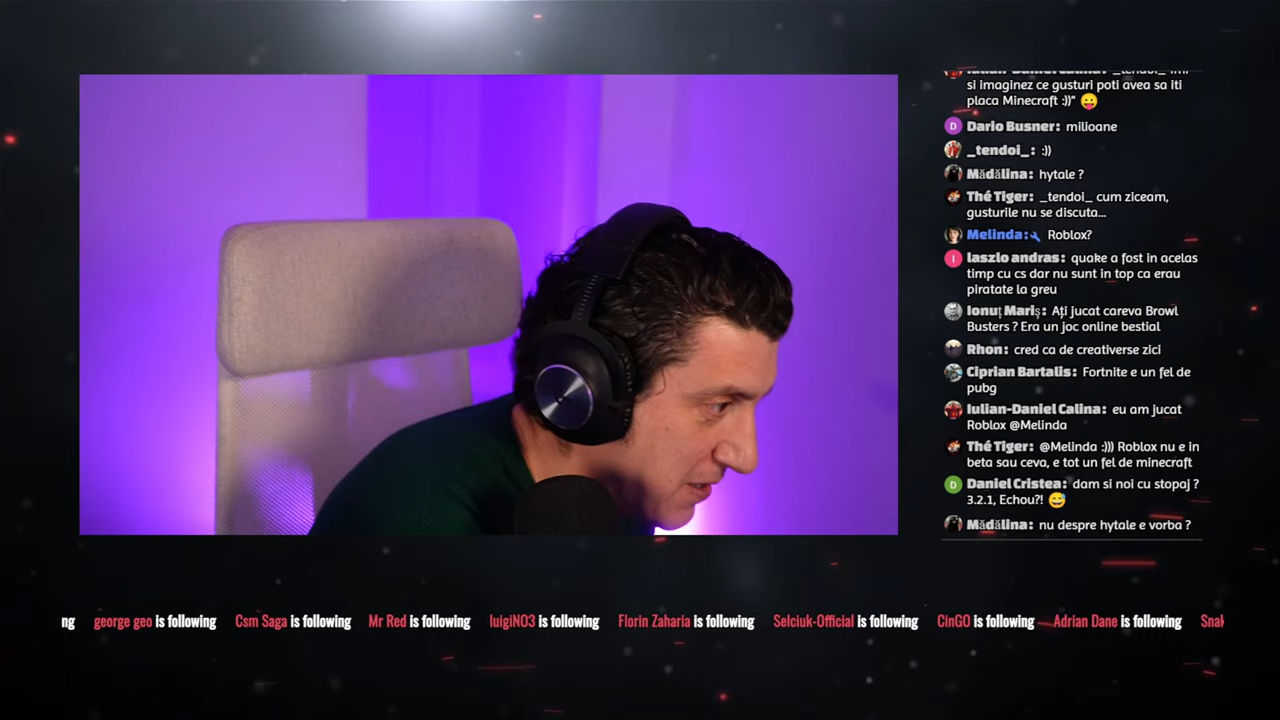 Iulian-Daniel Calina: _tendoi_ îmi
si imaginez ce gusturi poti avea sa iti
placa Minecraft :))" 😛
D Dario Busner: milioane
_tendoi_: :))
Mădălina: hytale ?
Thé Tiger: _tendoi_ cum ziceam,
gusturile nu se discuta...
Melinda: Roblox?
l laszlo andras: quake a fost in acelas
timp cu cs dar nu sunt in top ca erau
piratate la greu
Ionuț Mariș: Ați jucat careva Browl
Busters ? Era un joc online bestial
Rhon: cred ca de creativerse zici
Ciprian Bartalis: Fortnite e un fel de
pubg
Iulian-Daniel Calina: eu am jucat
Roblox @Melinda
Thé Tiger: @Melinda :))) Roblox nu e in
beta sau ceva, e tot un fel de minecraft
D Daniel Cristea: dam si noi cu stopaj ?
3.2.1, Echou?! 😅
Mădălina: nu despre hytale e vorba ?
ng george geo is following Csm Saga is following Mr Red is following luigiNO3 is following Florin Zaharia is following Selciuk-Official is following CinGO is following Adrian Dane is following Snak